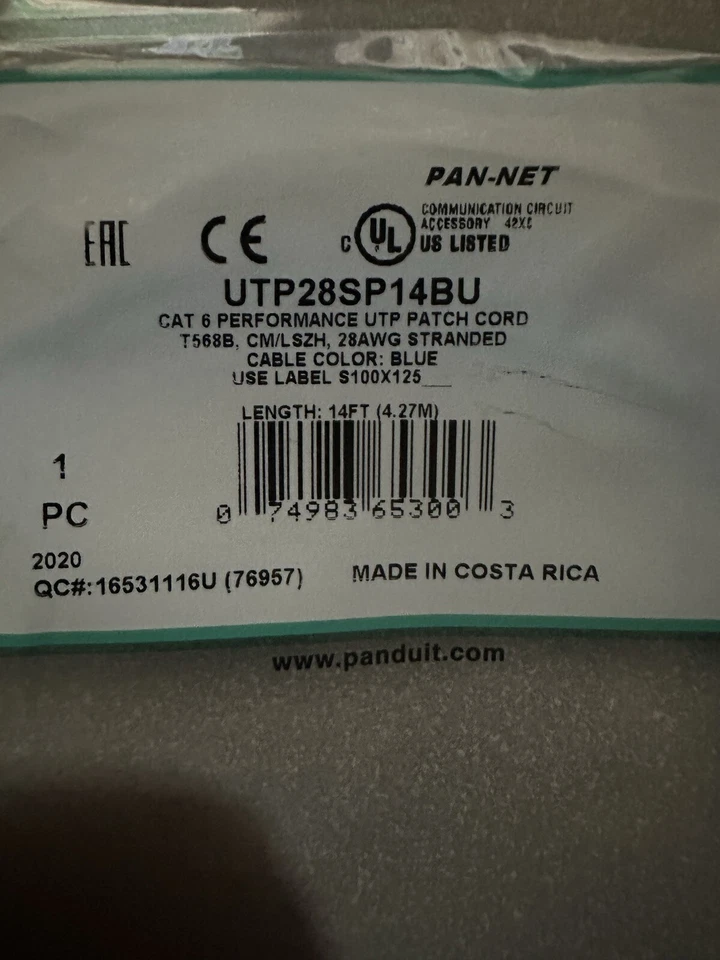 PAN-NET
COMMUNICATION CIRCUIT
ACCESSORY
EAC CE C UL US LISTED
UTP28SP14BU
CAT 6 PERFORMANCE UTP PATCH CORD
T568B, CM/LSZH, 28AWG STRANDED
CABLE COLOR: BLUE
USE LABEL S100X125___
LENGTH: 14FT (4.27M)
0 74983 65300 3
1
PC
2020
QC#:16531116U (76957)
MADE IN COSTA RICA
www.panduit.com